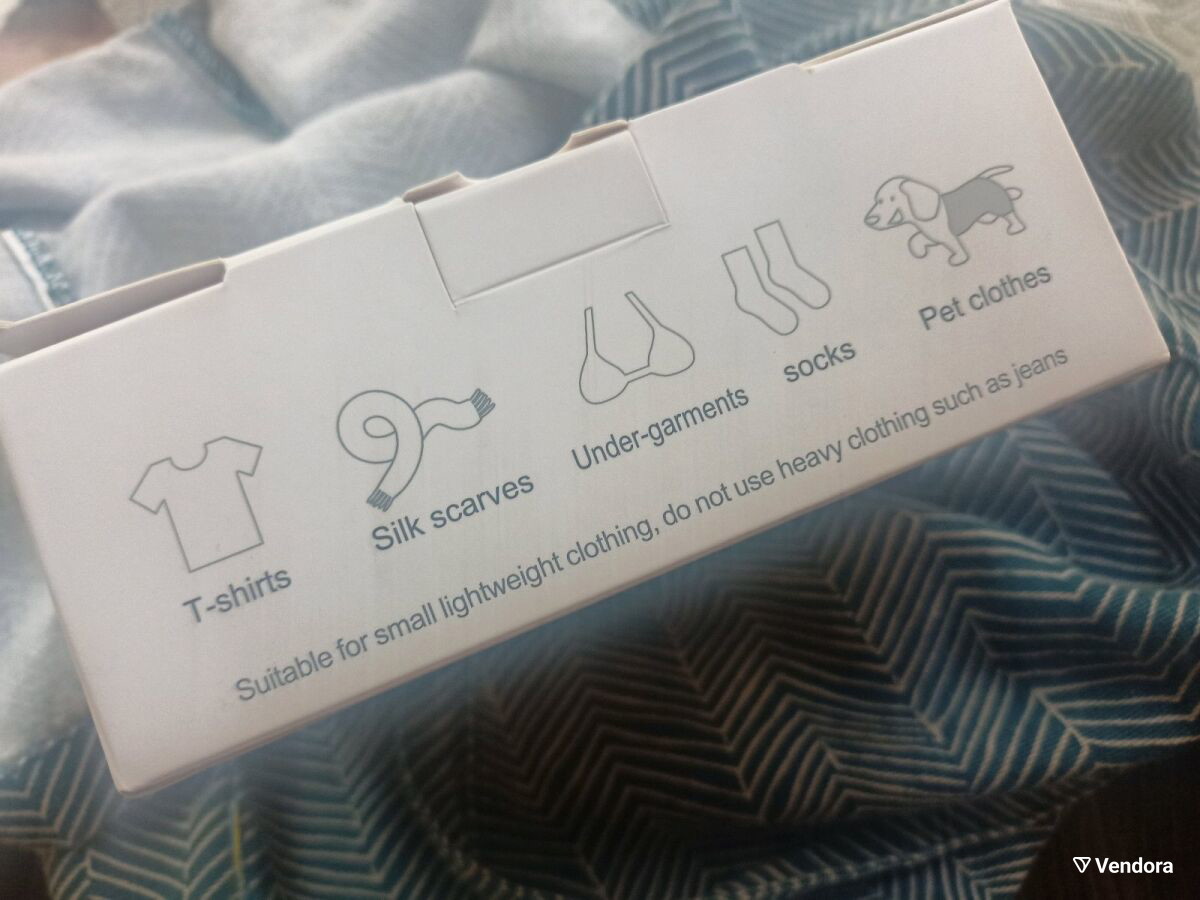 T-shirts
Silk scarves
Under-garments
socks
Pet clothes
Suitable for small lightweight clothing, do not use heavy clothing such as jeans
Vendora